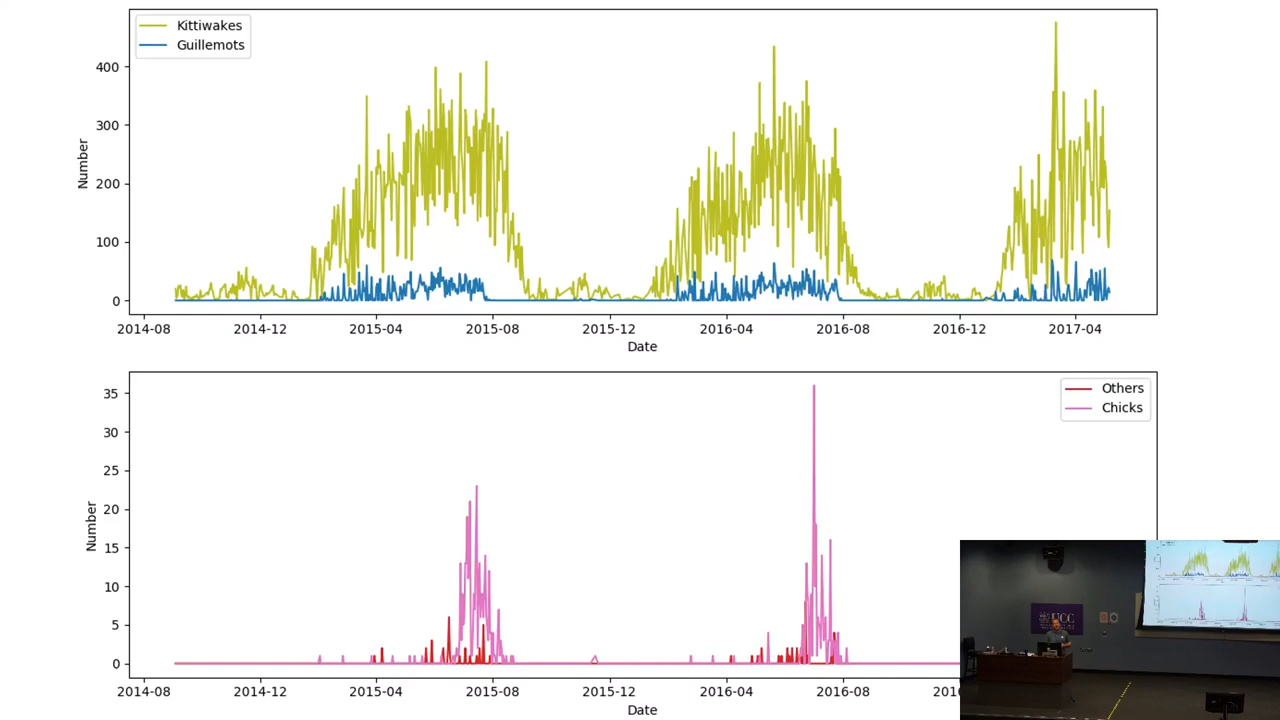 Kittiwakes
Guillemots
400
300
200
100
0
Number
2014-08 2014-12 2015-04 2015-08 2015-12 2016-04 2016-08 2016-12 2017-04
Date
Others
Chicks
35
30
25
20
15
10
5
0
Number
2014-08 2014-12 2015-04 2015-08 2015-12 2016-04 2016-08
Date
UCC